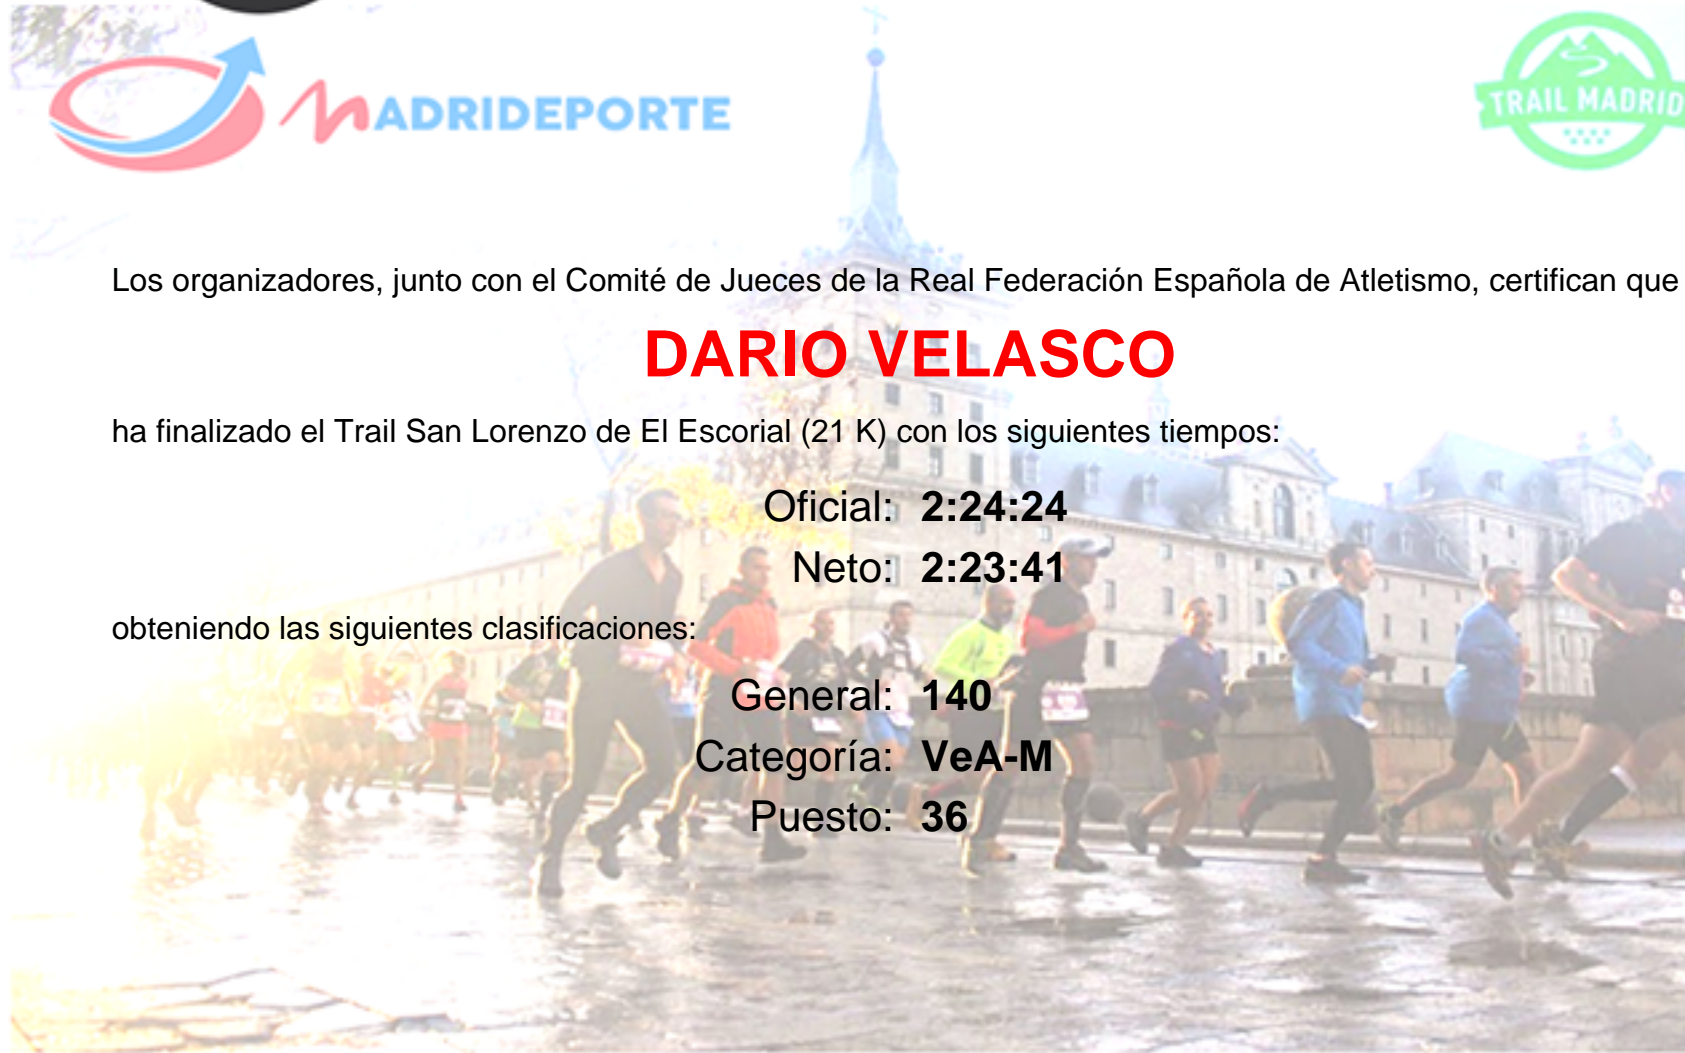 MADRIDEPORTE
TRAIL MADRID
Los organizadores, junto con el Comité de Jueces de la Real Federación Española de Atletismo, certifican que
DARIO VELASCO
ha finalizado el Trail San Lorenzo de El Escorial (21 K) con los siguientes tiempos:
Oficial: 2:24:24
Neto: 2:23:41
obteniendo las siguientes clasificaciones:
General: 140
Categoría: VeA-M
Puesto: 36